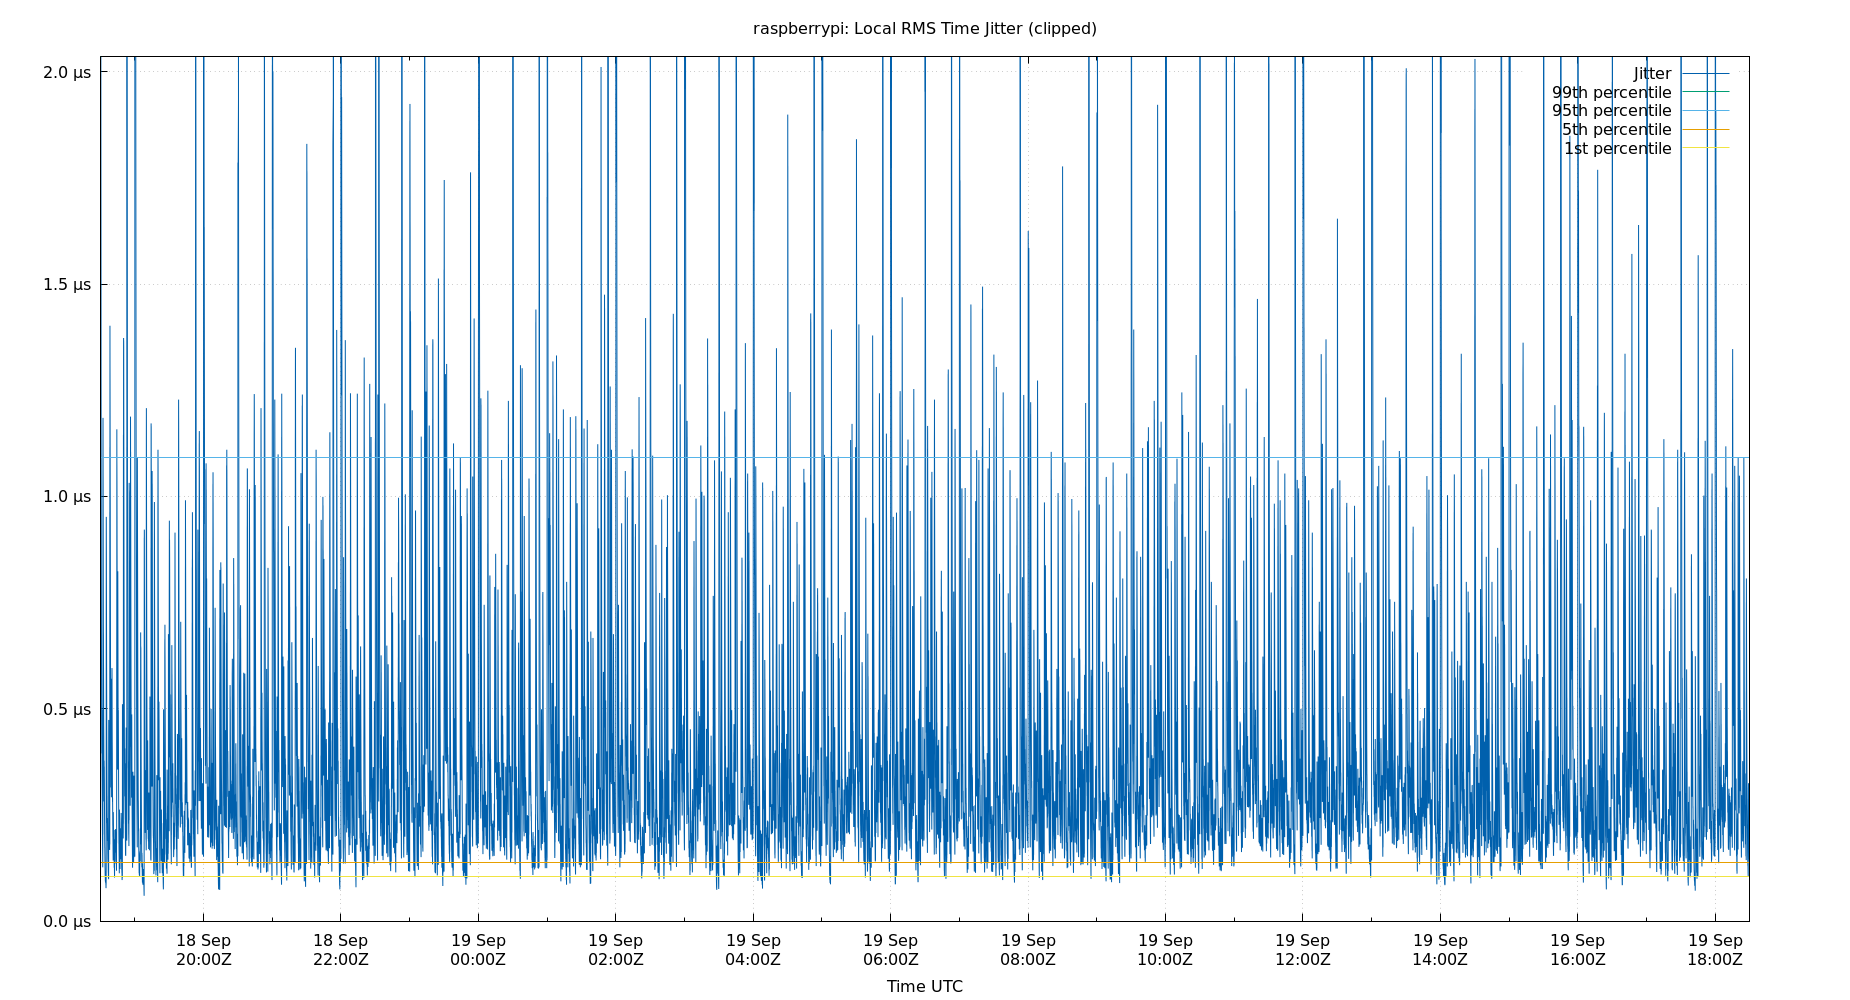 raspberrypi: Local RMS Time Jitter (clipped)
2.0 µs
1.5 µs
1.0 µs
0.5 µs
0.0 µs
Jitter
99th percentile
95th percentile
5th percentile
1st percentile
18 Sep 18 Sep 19 Sep 19 Sep 19 Sep 19 Sep 19 Sep 19 Sep 19 Sep 19 Sep 19 Sep 19 Sep
20:00Z 22:00Z 00:00Z 02:00Z 04:00Z 06:00Z 08:00Z 10:00Z 12:00Z 14:00Z 16:00Z 18:00Z
Time UTC